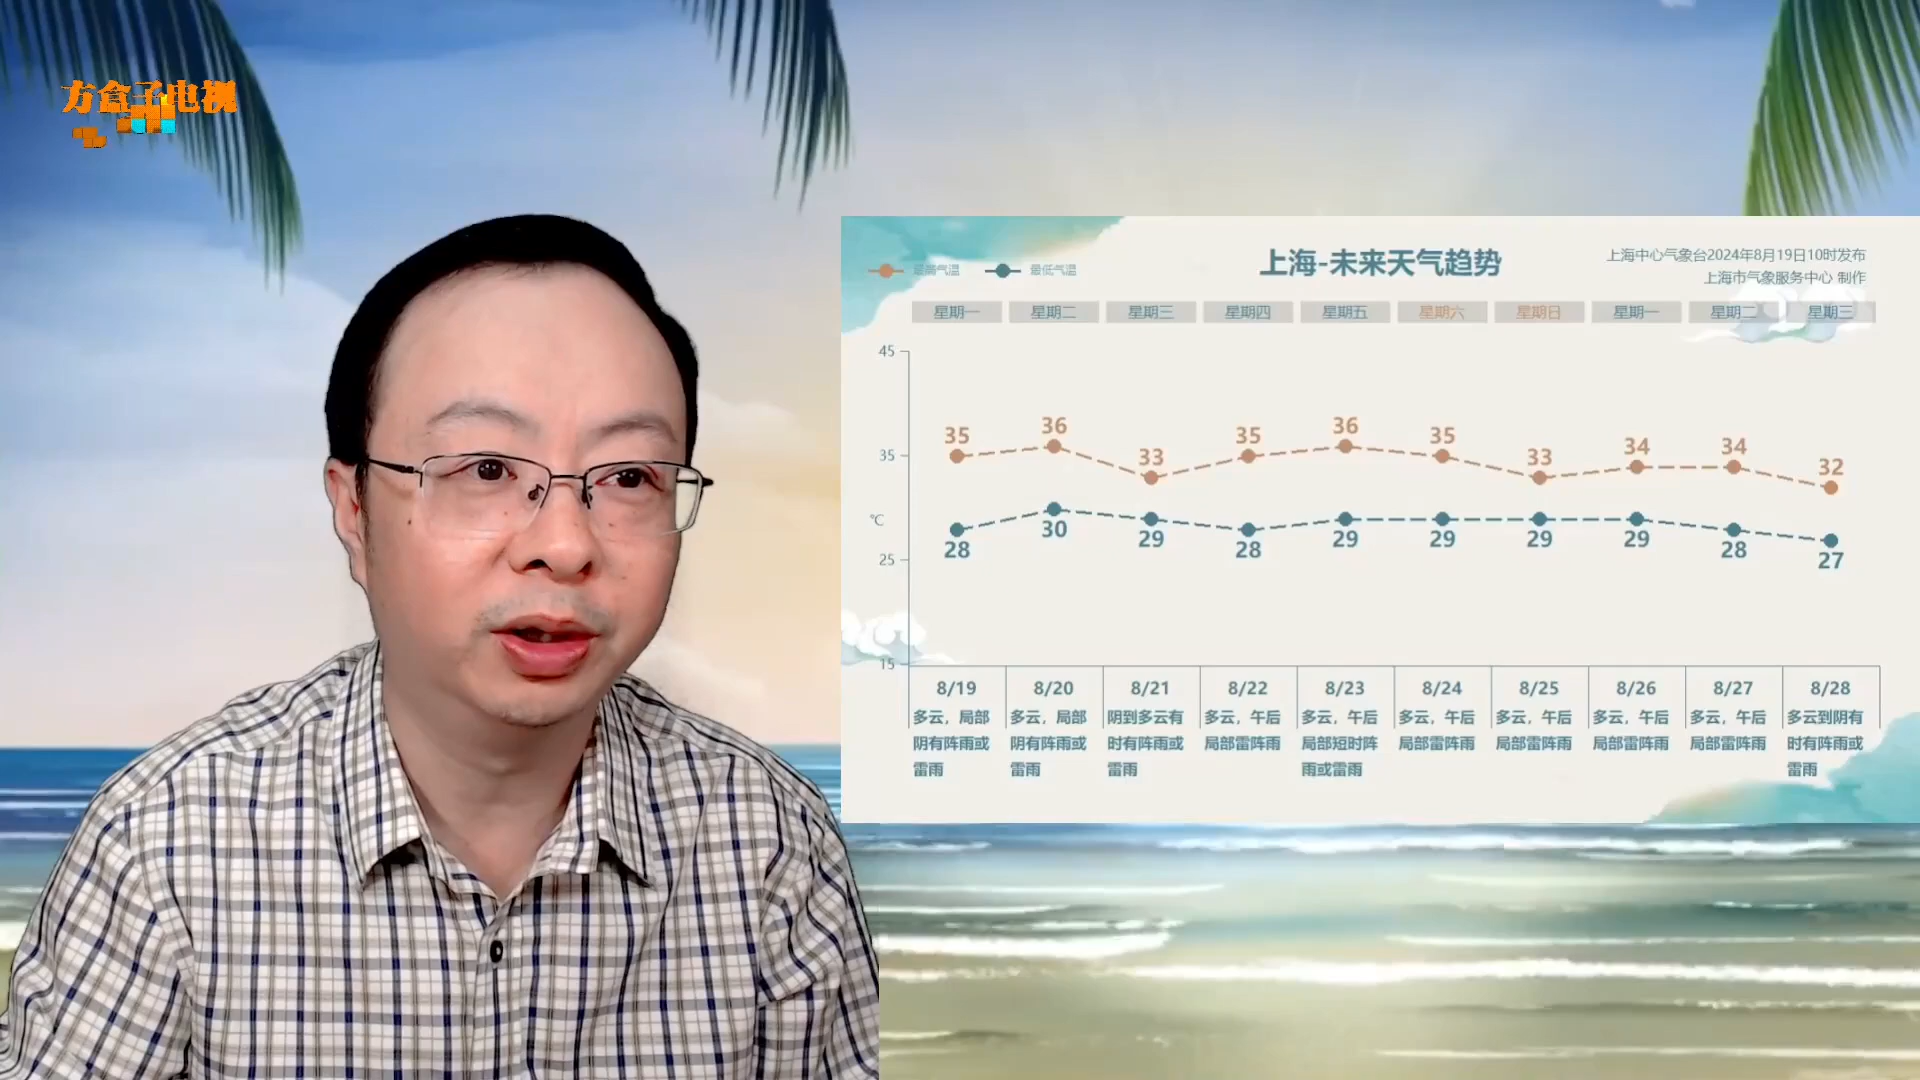 方盒子电视
最高气温
最低气温
上海-未来天气趋势
上海中心气象台2024年8月19日10时发布
上海市气象服务中心 制作
星期一 星期二 星期三 星期四 星期五 星期六 星期日 星期一 星期二 星期三
45
35
℃
25
15
35 36 33 35 36 35 33 34 34 32
28 30 29 28 29 29 29 29 28 27
8/19
多云，局部
阴有阵雨或
雷雨
8/20
多云，局部
阴有阵雨或
雷雨
8/21
阴到多云有
时有阵雨或
雷雨
8/22
多云，午后
局部雷阵雨
8/23
多云，午后
局部短时阵
雨或雷雨
8/24
多云，午后
局部雷阵雨
8/25
多云，午后
局部雷阵雨
8/26
多云，午后
局部雷阵雨
8/27
多云，午后
局部雷阵雨
8/28
多云到阴有
时有阵雨或
雷雨